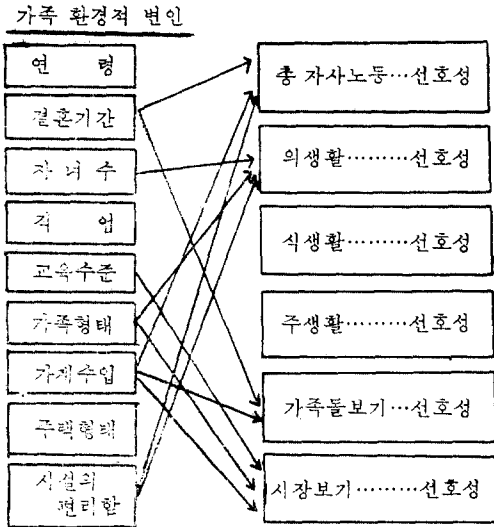 가족 환경적 변인
연 령
결혼기간
자녀수
직 업
교육수준
가족형태
가계수입
주택형태
시설의
편리함
총 가사노동…선호성
의생활………선호성
식생활………선호성
주생활………선호성
가족돌보기…선호성
시장보기………선호성